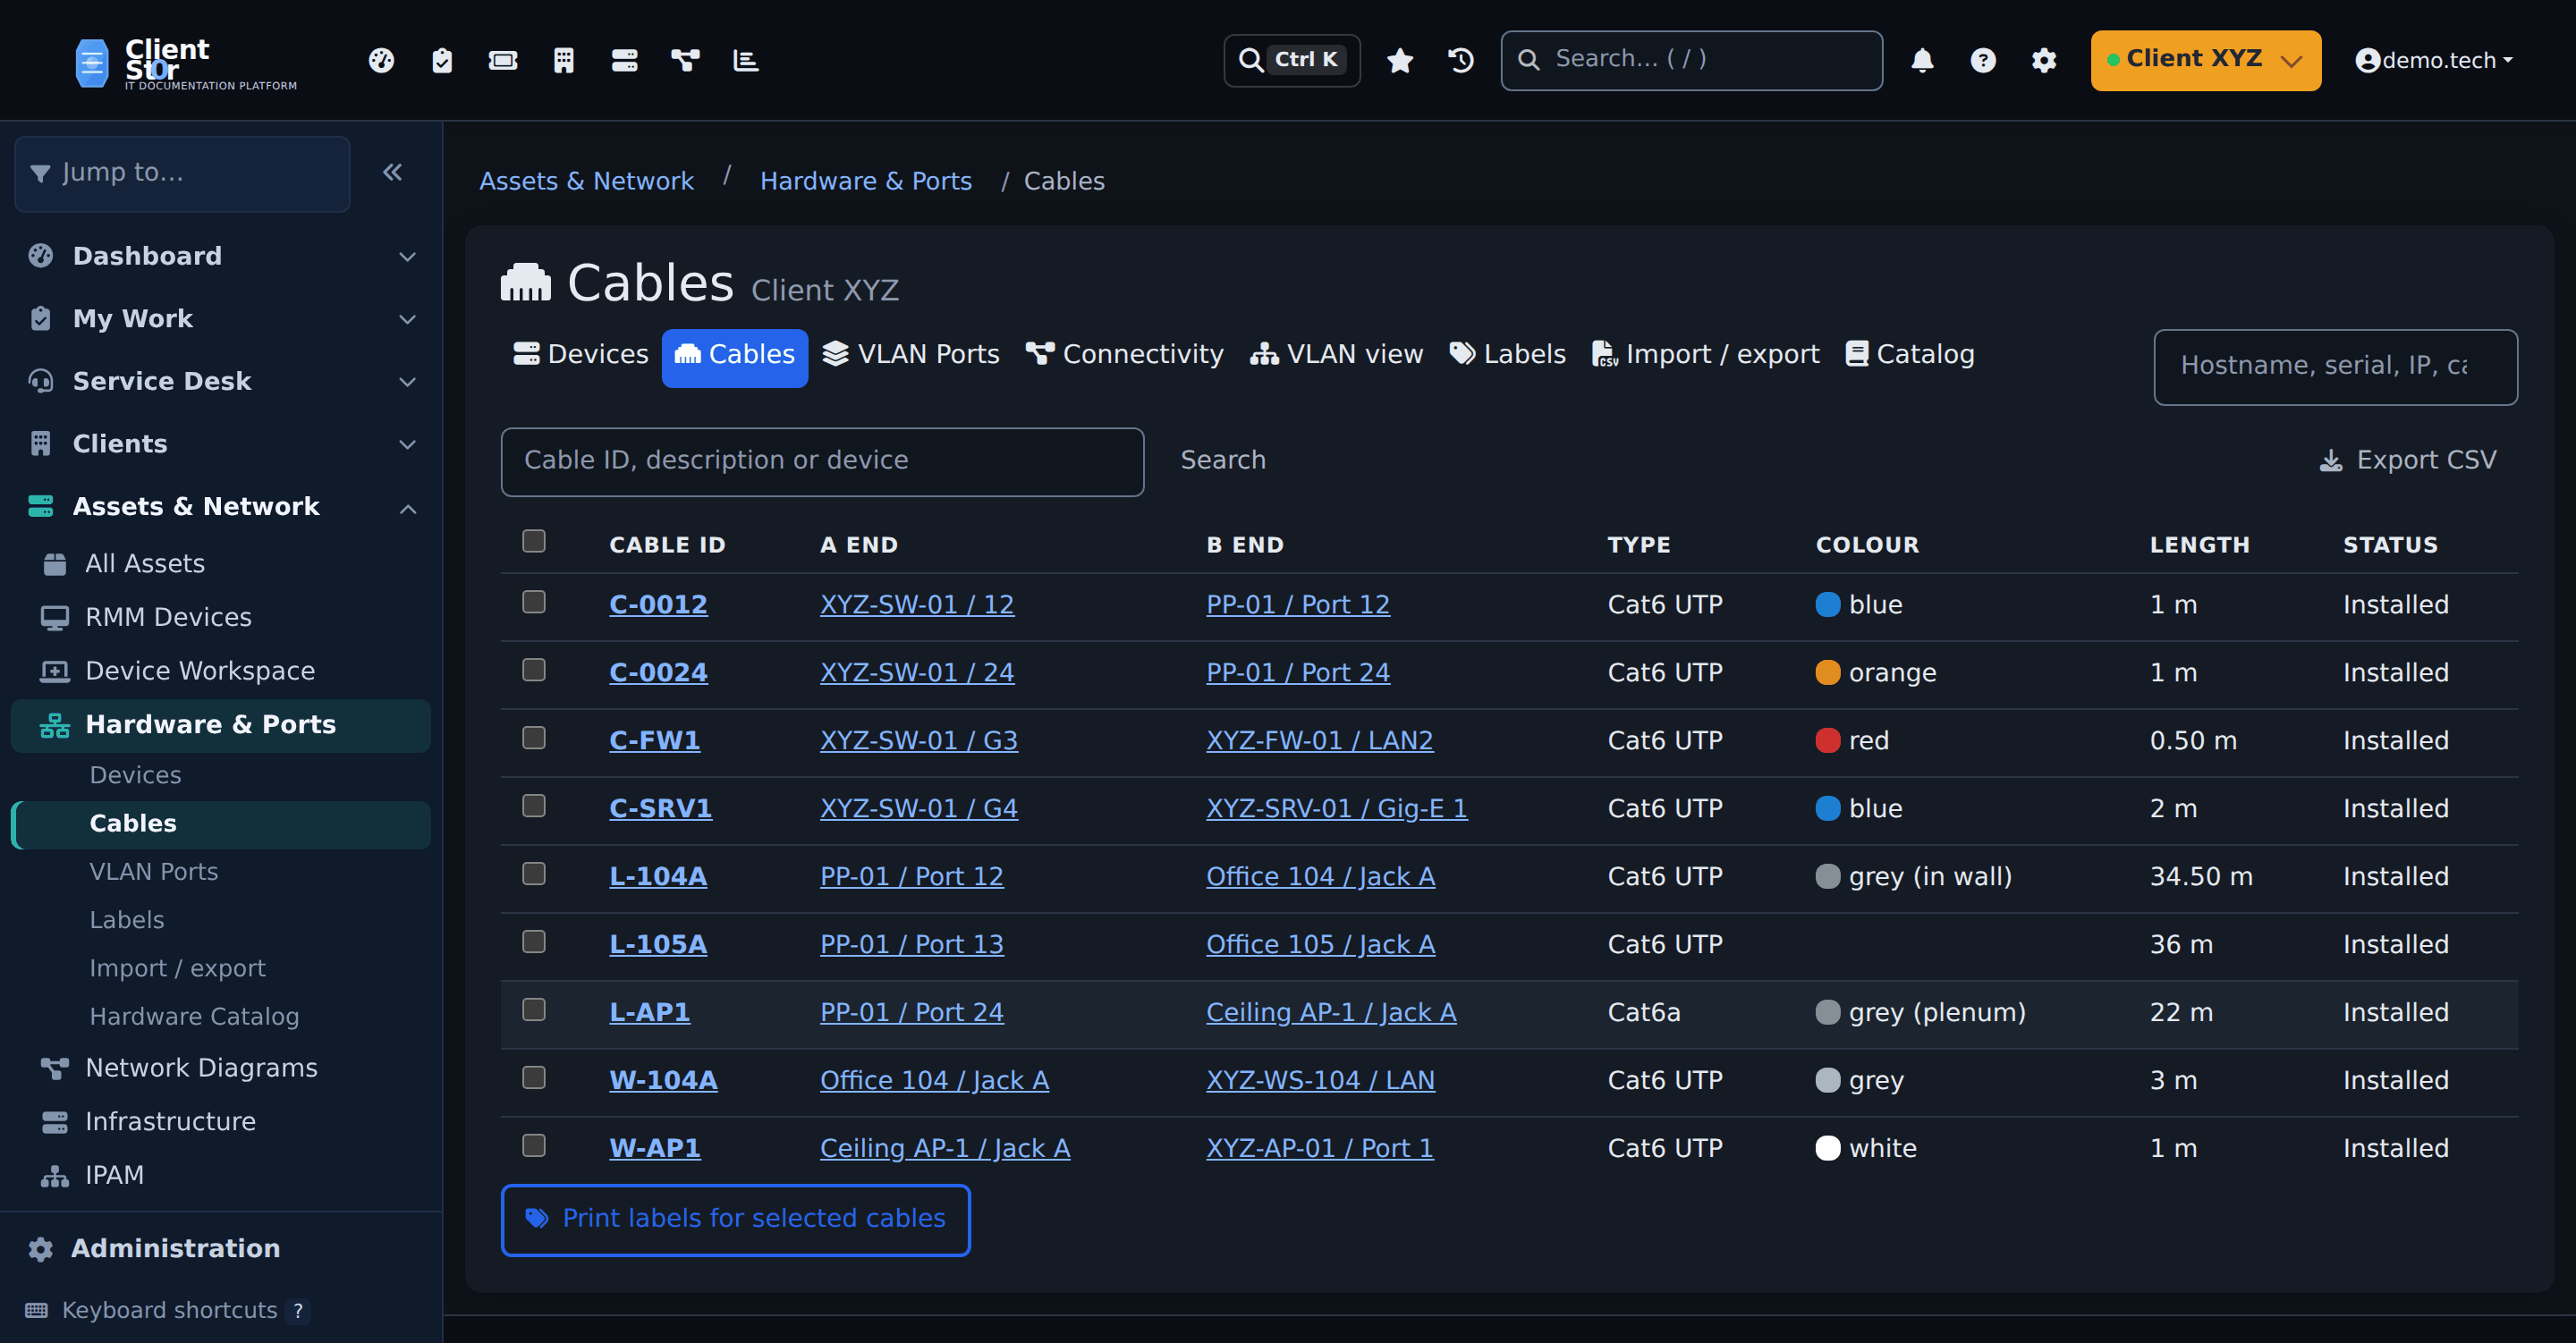 Client
St0r
IT DOCUMENTATION PLATFORM
Ctrl K
Search... ( / )
Client XYZ
demo.tech
Jump to...
Dashboard
My Work
Service Desk
Clients
Assets & Network
All Assets
RMM Devices
Device Workspace
Hardware & Ports
Devices
Cables
VLAN Ports
Labels
Import / export
Hardware Catalog
Network Diagrams
Infrastructure
IPAM
Administration
Keyboard shortcuts ?
Assets & Network / Hardware & Ports / Cables
Cables Client XYZ
Devices Cables VLAN Ports Connectivity VLAN view Labels Import / export Catalog Hostname, serial, IP, ca
Cable ID, description or device Search Export CSV
CABLE ID A END B END TYPE COLOUR LENGTH STATUS
C-0012 XYZ-SW-01 / 12 PP-01 / Port 12 Cat6 UTP blue 1 m Installed
C-0024 XYZ-SW-01 / 24 PP-01 / Port 24 Cat6 UTP orange 1 m Installed
C-FW1 XYZ-SW-01 / G3 XYZ-FW-01 / LAN2 Cat6 UTP red 0.50 m Installed
C-SRV1 XYZ-SW-01 / G4 XYZ-SRV-01 / Gig-E 1 Cat6 UTP blue 2 m Installed
L-104A PP-01 / Port 12 Office 104 / Jack A Cat6 UTP grey (in wall) 34.50 m Installed
L-105A PP-01 / Port 13 Office 105 / Jack A Cat6 UTP 36 m Installed
L-AP1 PP-01 / Port 24 Ceiling AP-1 / Jack A Cat6a grey (plenum) 22 m Installed
W-104A Office 104 / Jack A XYZ-WS-104 / LAN Cat6 UTP grey 3 m Installed
W-AP1 Ceiling AP-1 / Jack A XYZ-AP-01 / Port 1 Cat6 UTP white 1 m Installed
Print labels for selected cables